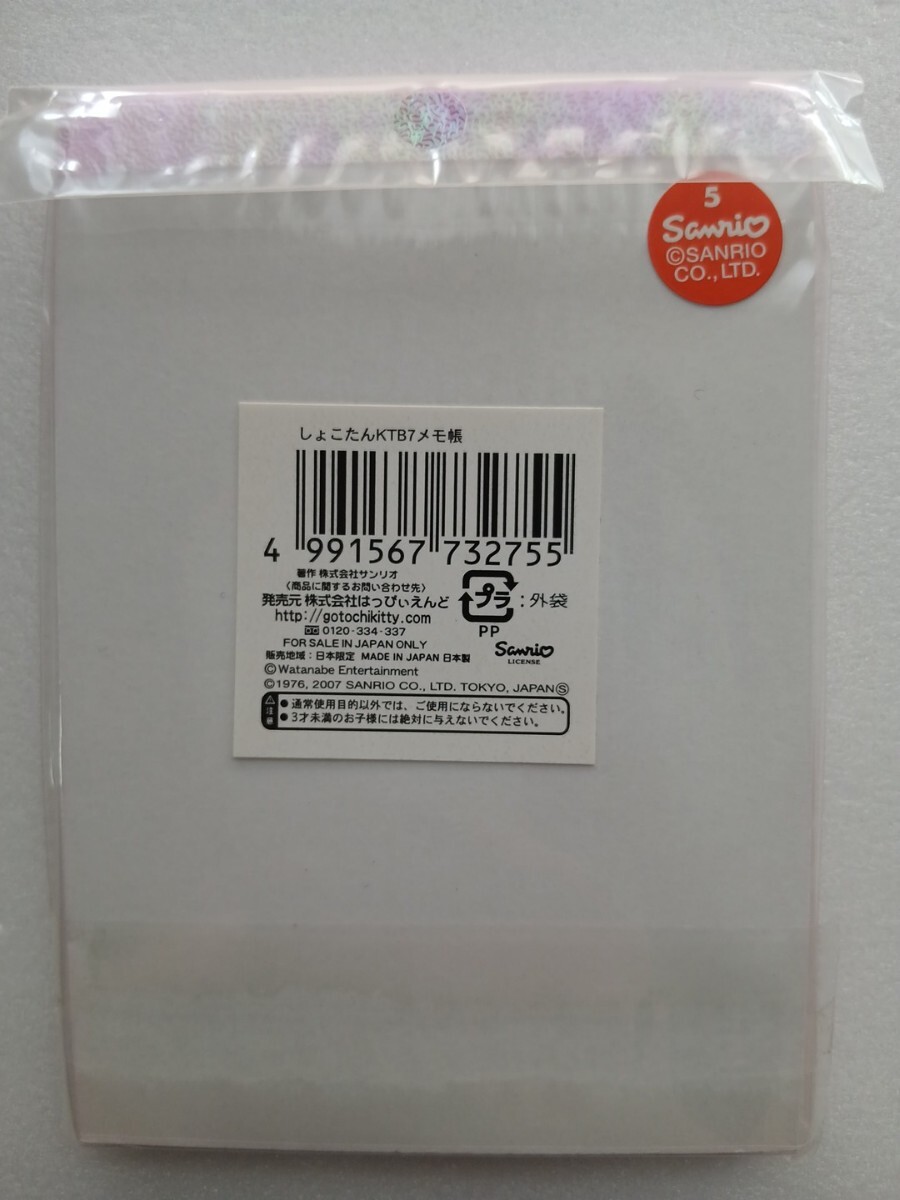 5
Sanrio
©SANRIO
CO., LTD.
しょこたんKTB7メモ帳
4 991567 732755
著作 株式会社サンリオ
〈商品に関するお問い合わせ先〉
発売元 株式会社はっぴぃえんど
http://gotochikitty.com
0120-334-337
プラ : 外袋
PP
FOR SALE IN JAPAN ONLY
販売地域：日本限定 MADE IN JAPAN 日本製
Sanrio
LICENSE
©Watanabe Entertainment
©1976, 2007 SANRIO CO., LTD. TOKYO, JAPAN Ⓢ
注意
●通常使用目的以外では、ご使用にならないでください。
●3才未満のお子様には絶対に与えないでください。